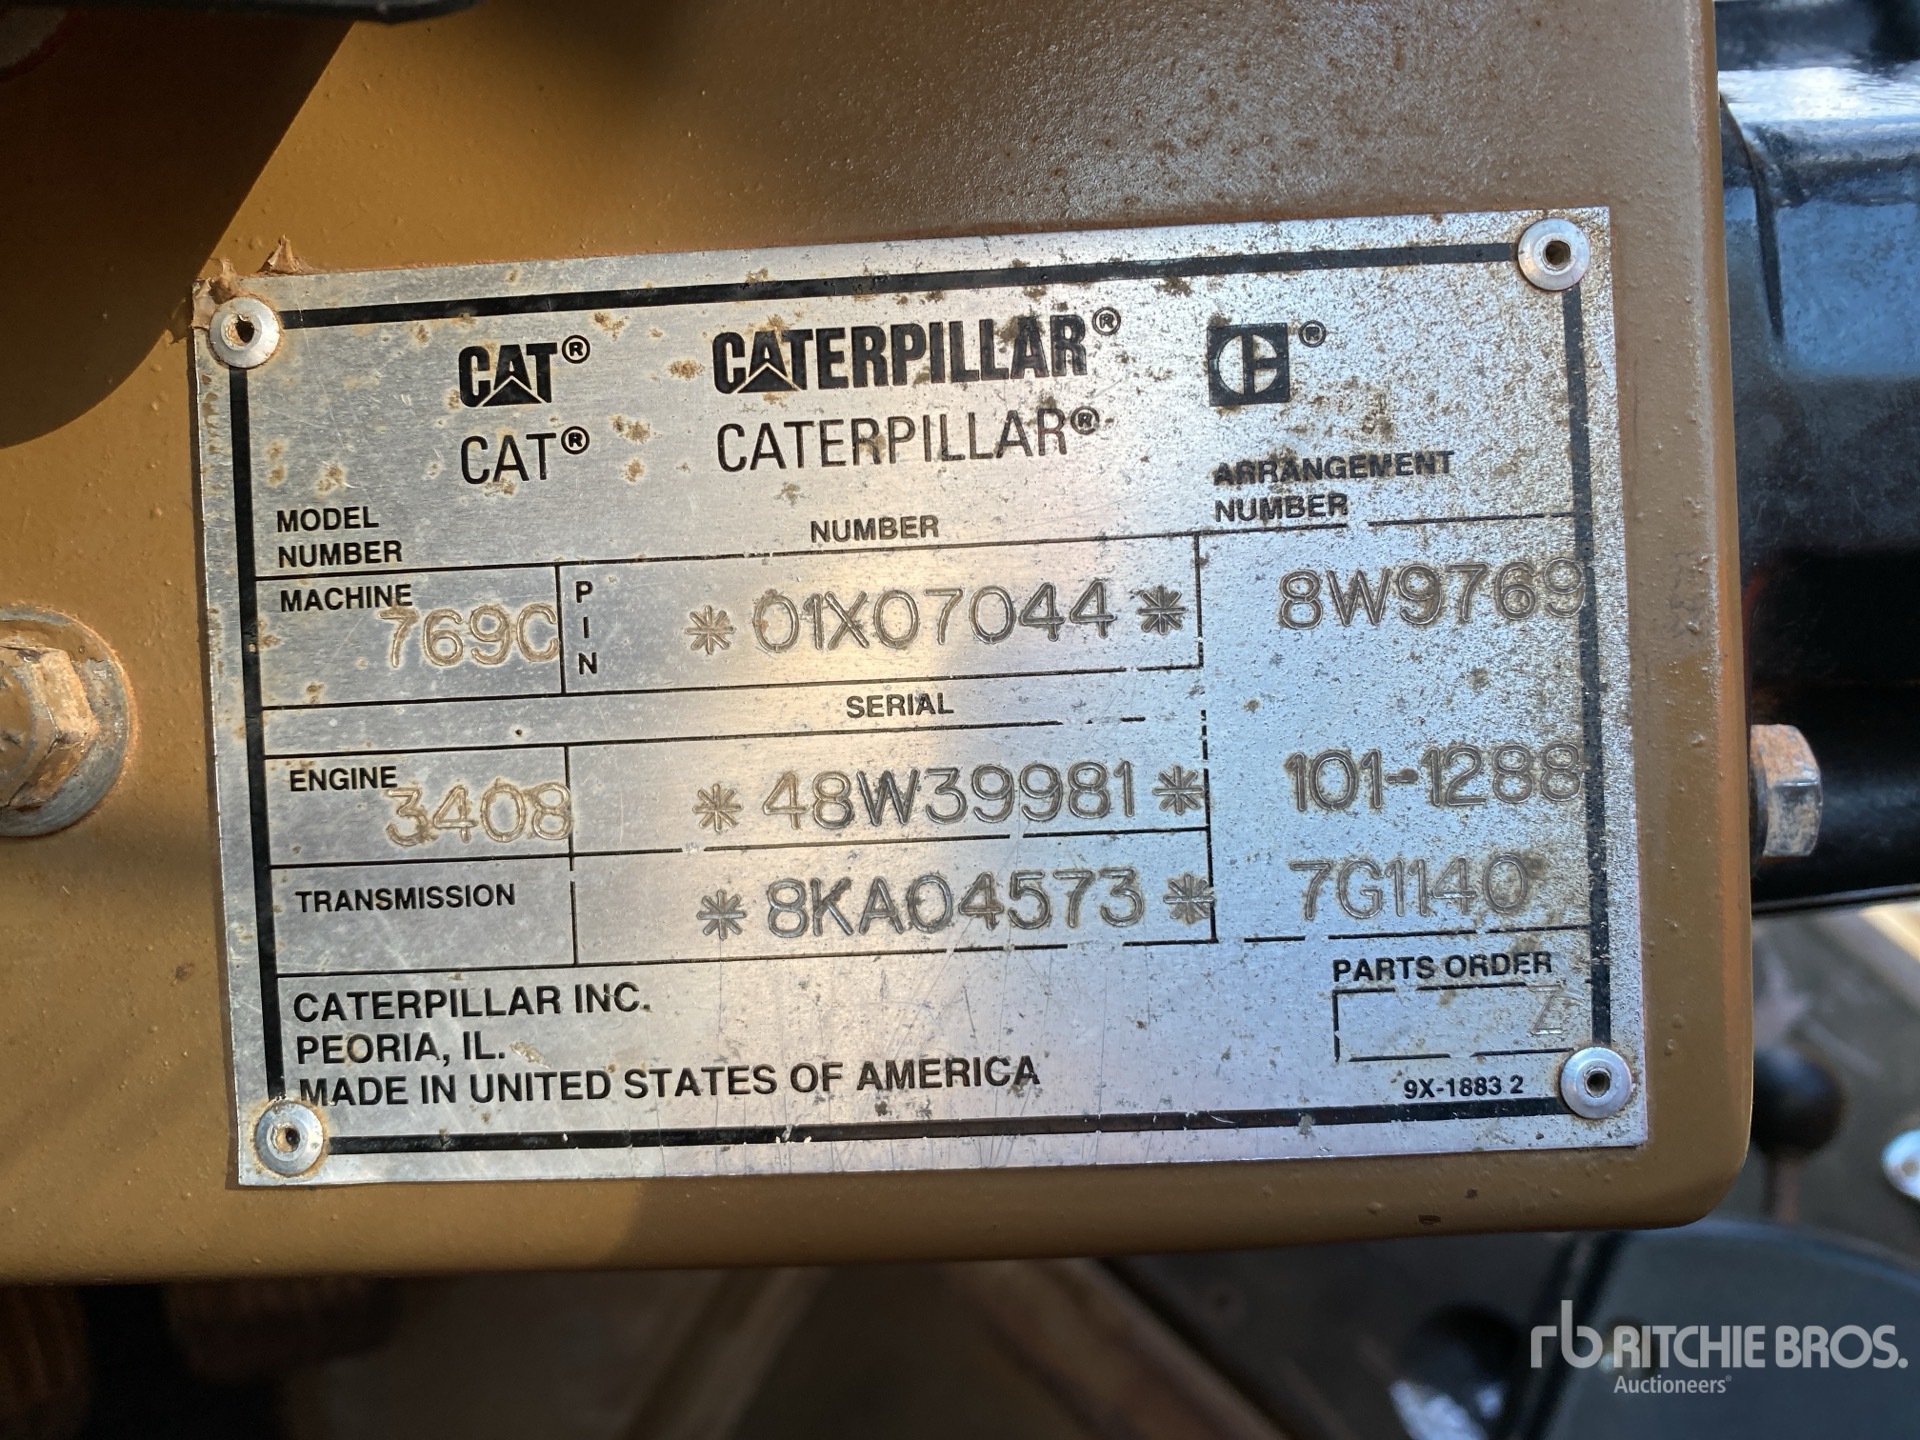 CAT® CATERPILLAR® ®
CAT® CATERPILLAR®
MODEL NUMBER
NUMBER
ARRANGEMENT NUMBER
MACHINE 769C
PIN *01X07044* 8W9769
SERIAL
ENGINE 3408 *48W39981* 101-1288
TRANSMISSION *8KA04573* 7G1140
PARTS ORDER
Z
CATERPILLAR INC.
PEORIA, IL.
MADE IN UNITED STATES OF AMERICA
9X-1883 2
rb RITCHIE BROS.
Auctioneers®